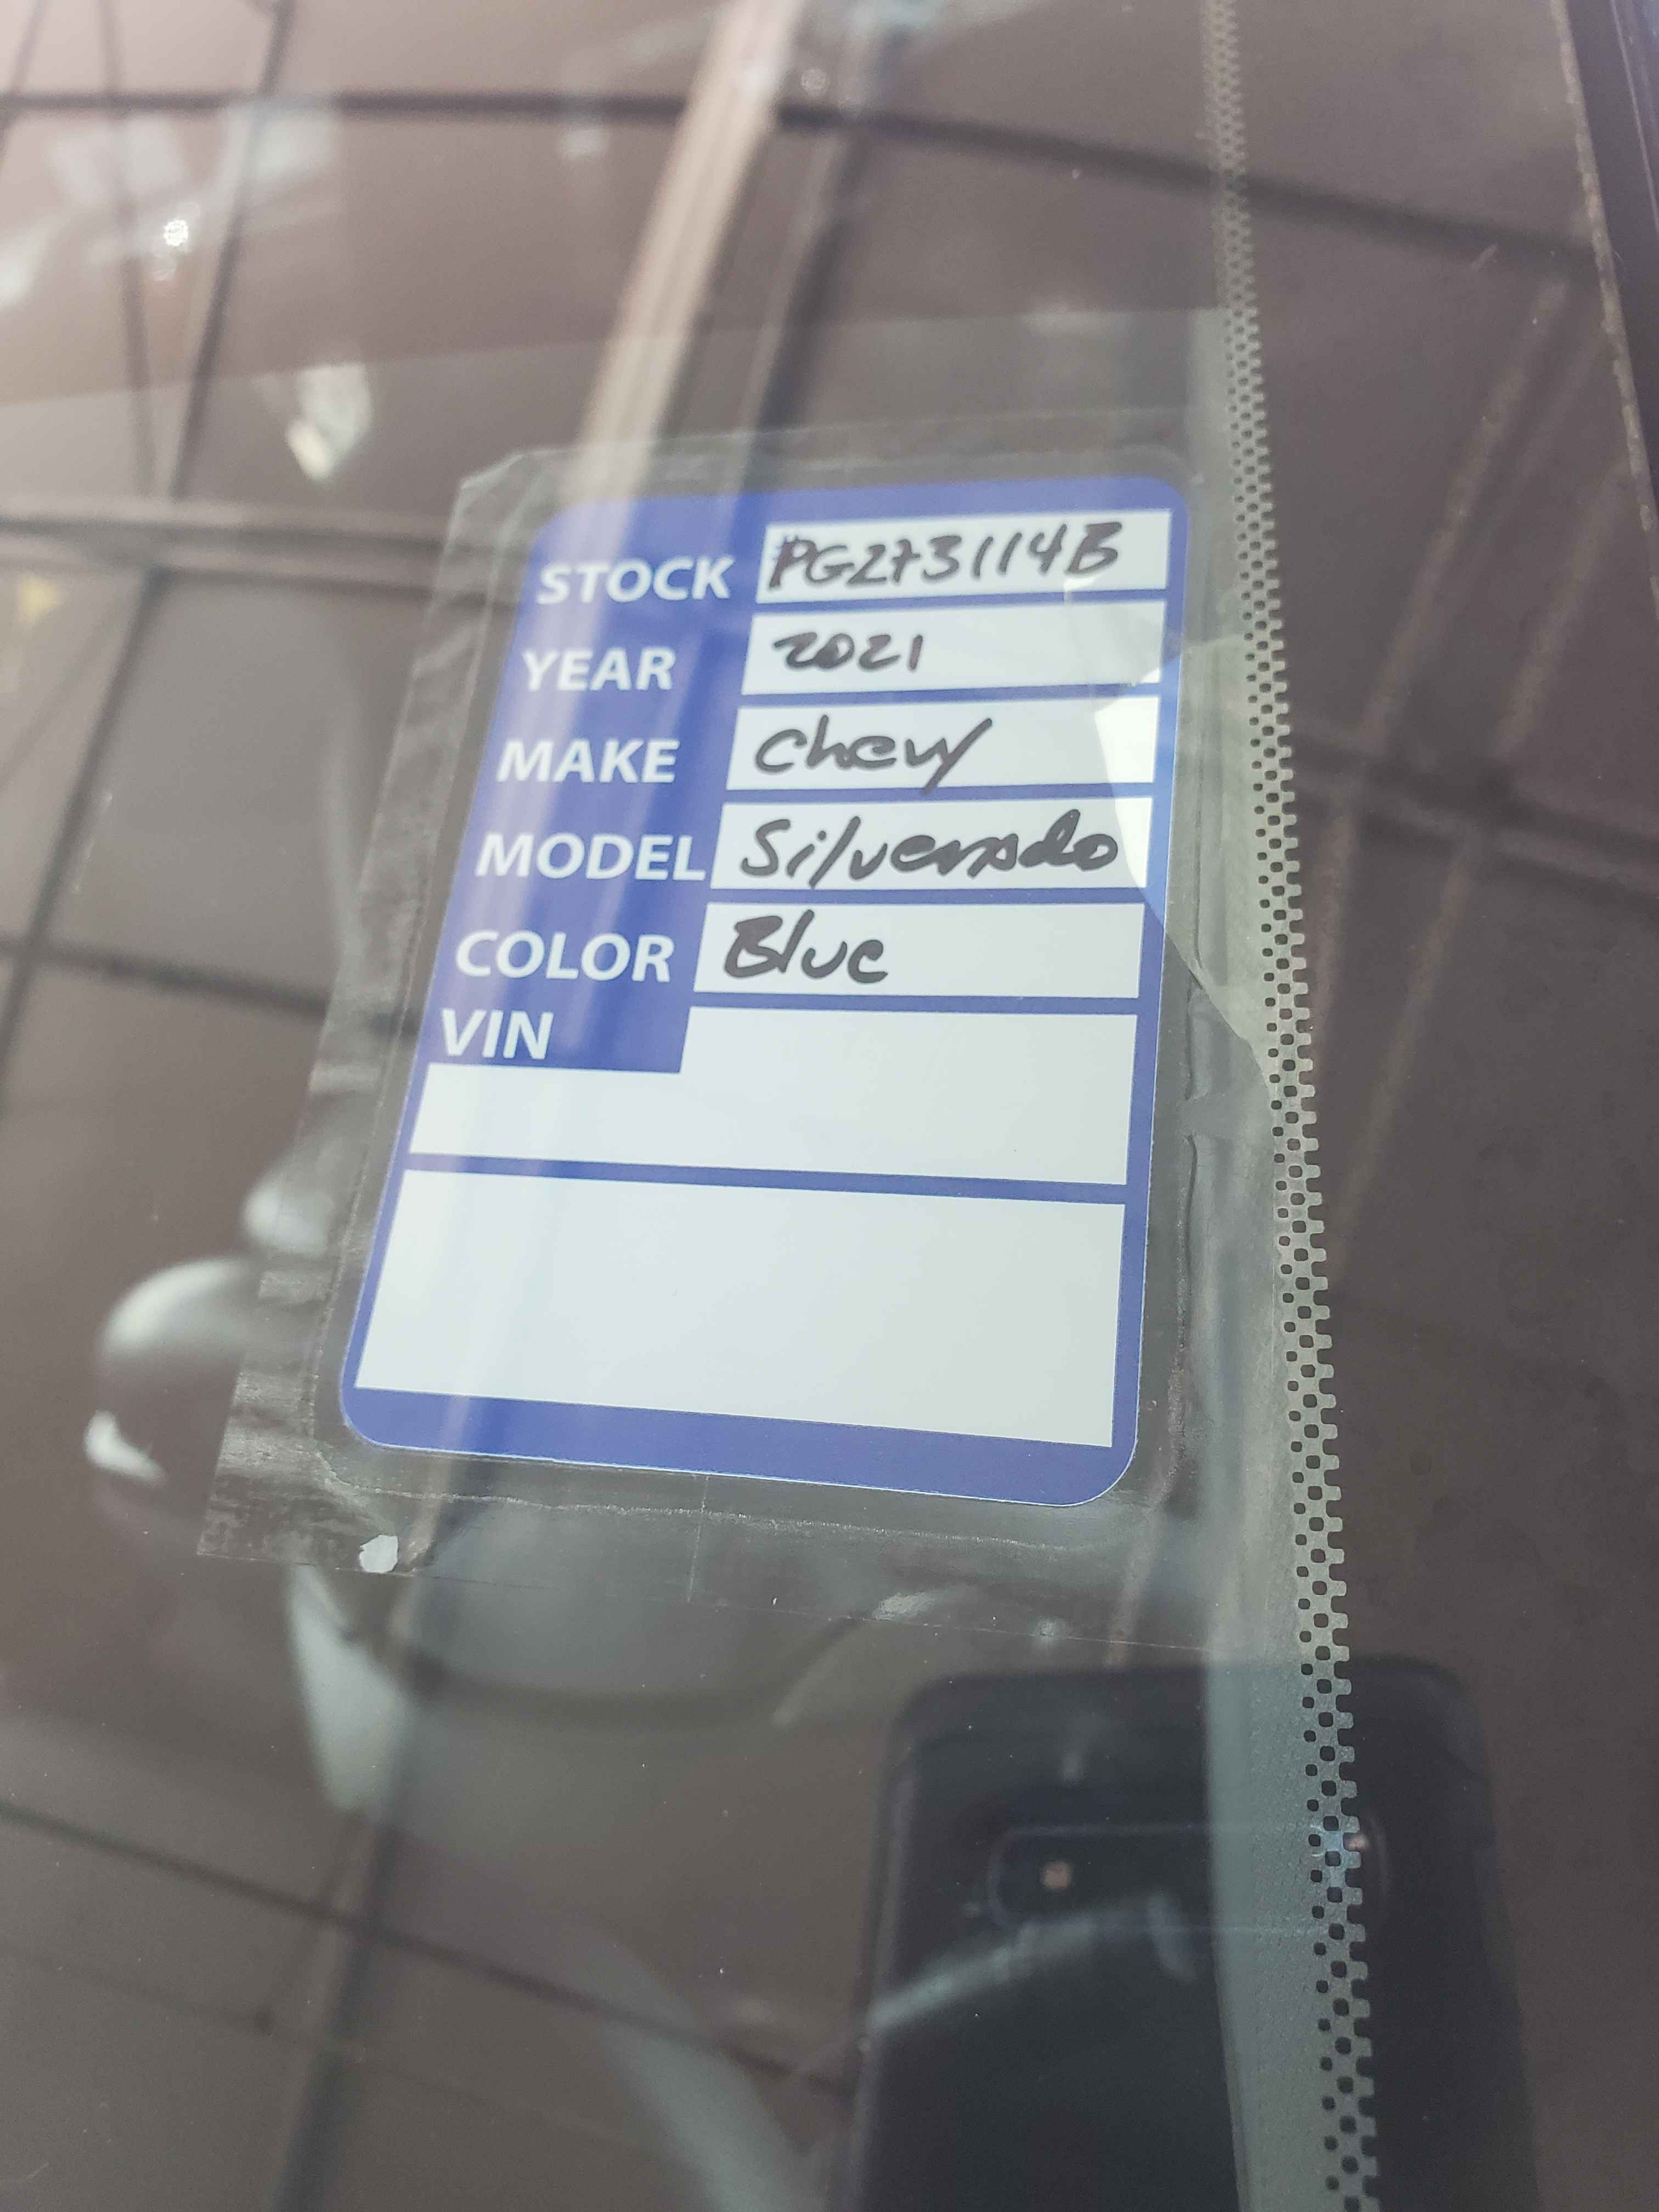 STOCK PG273114B
YEAR 2021
MAKE Chevy
MODEL Silverado
COLOR Blue
VIN